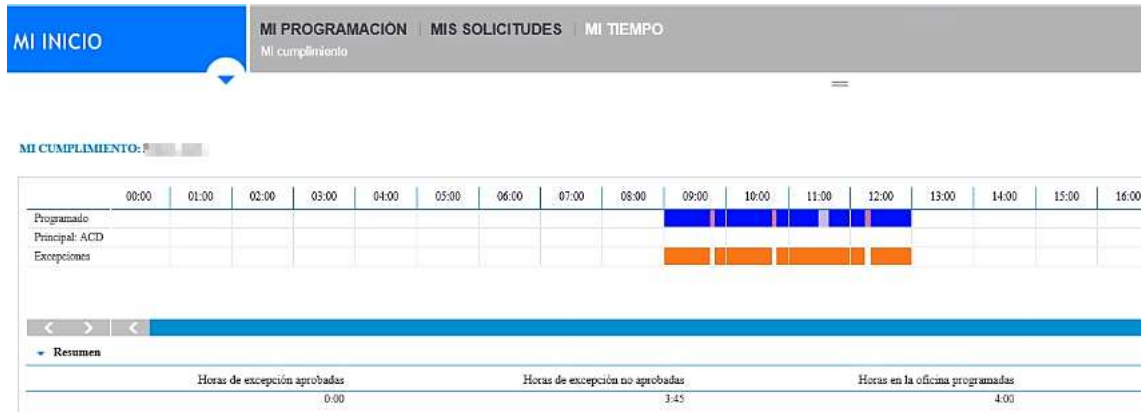 MI INICIO
MI PROGRAMACIÓN MIS SOLICITUDES MI TIEMPO
Mi cumplimiento
MI CUMPLIMIENTO:
00:00 01:00 02:00 03:00 04:00 05:00 06:00 07:00 08:00 09:00 10:00 11:00 12:00 13:00 14:00 15:00 16:00
Programado
Principal: ACD
Excepciones
Resumen
Horas de excepción aprobadas Horas de excepción no aprobadas Horas en la oficina programadas
0:00 3:45 4:00